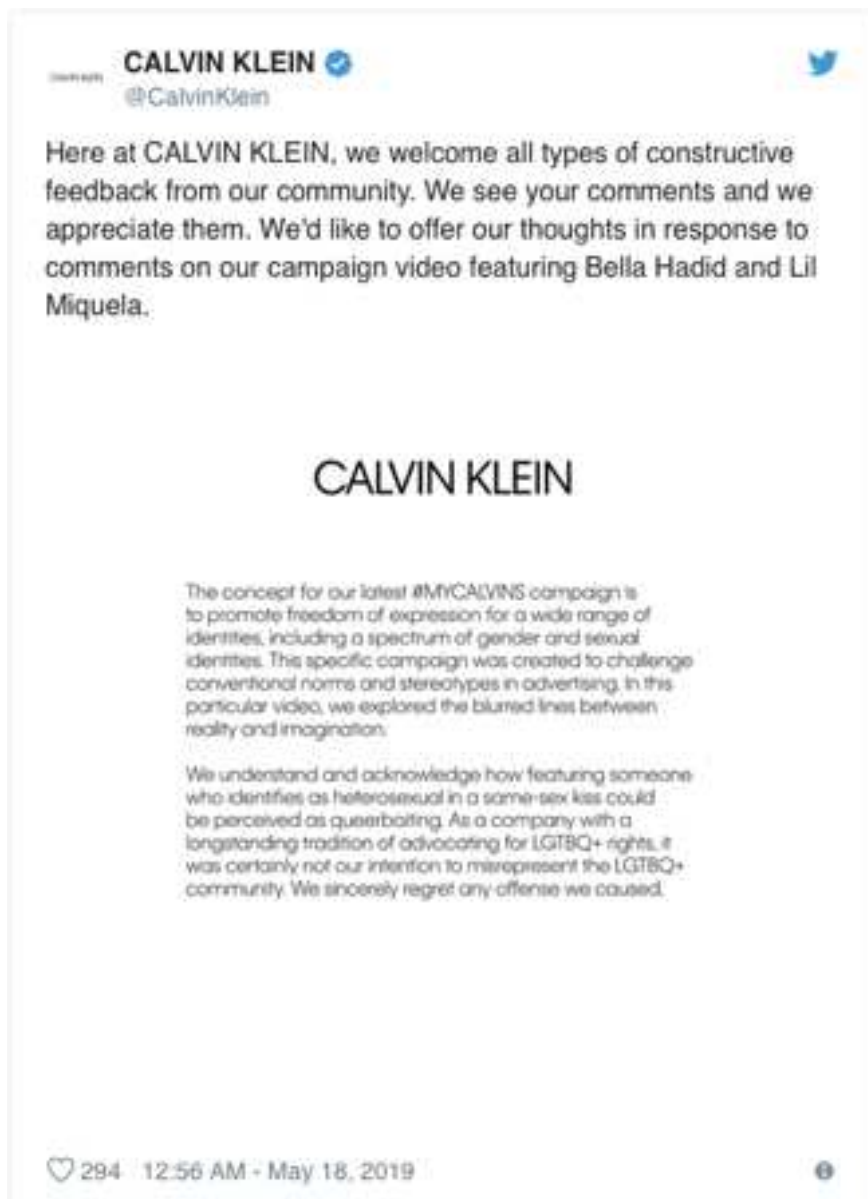 CALVIN KLEIN
@CalvinKlein
Here at CALVIN KLEIN, we welcome all types of constructive
feedback from our community. We see your comments and we
appreciate them. We'd like to offer our thoughts in response to
comments on our campaign video featuring Bella Hadid and Lil
Miquela.
CALVIN KLEIN
The concept for our latest #MYCALVINS campaign is
to promote freedom of expression for a wide range of
identities, including a spectrum of gender and sexual
identities. This specific campaign was created to challenge
conventional norms and stereotypes in advertising. In this
particular video, we explored the blurred lines between
reality and imagination.
We understand and acknowledge how featuring someone
who identifies as heterosexual in a same-sex kiss could
be perceived as queerbaiting. As a company with a
longstanding tradition of advocating for LGTBQ+ rights, it
was certainly not our intention to misrepresent the LGTBQ+
community. We sincerely regret any offense we caused.
294 12:56 AM - May 18, 2019